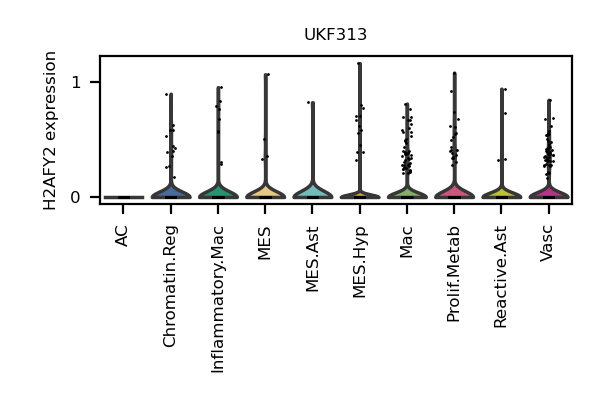 UKF313
H2AFY2 expression
1
0
AC
Chromatin.Reg
Inflammatory.Mac
MES
MES.Ast
MES.Hyp
Mac
Prolif.Metab
Reactive.Ast
Vasc